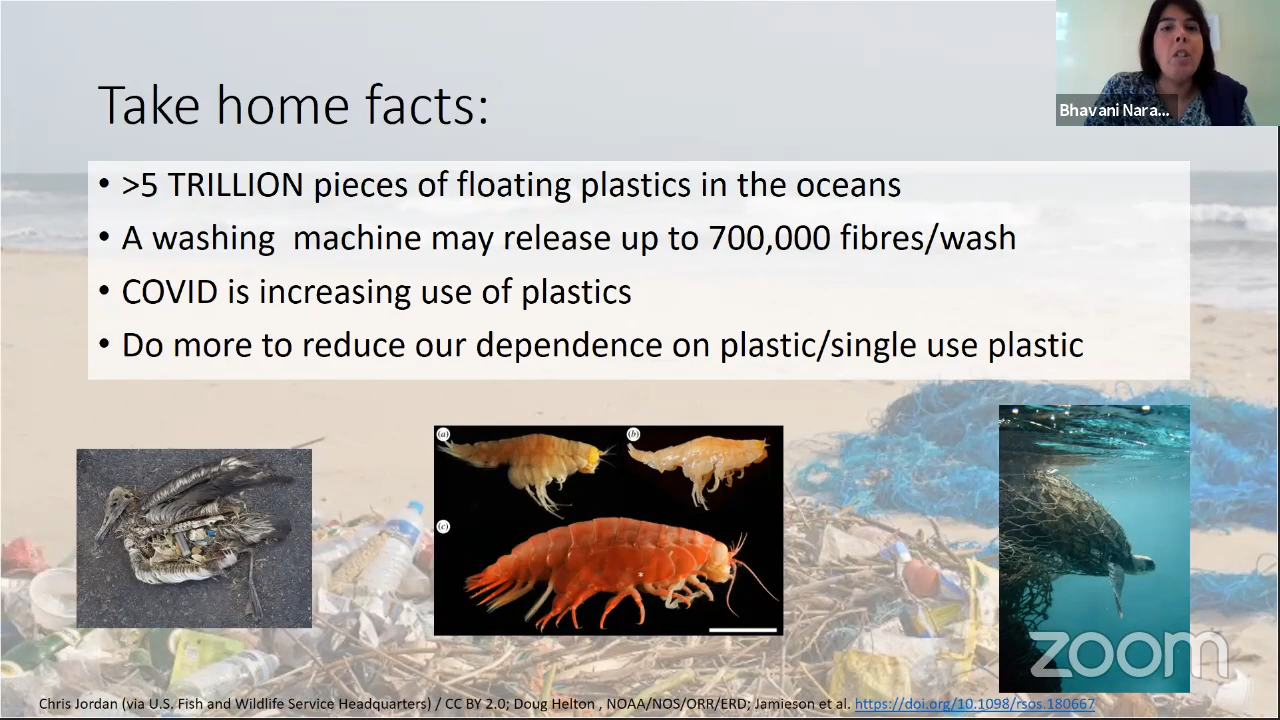 Take home facts:
Bhavani Nara...
• >5 TRILLION pieces of floating plastics in the oceans
• A washing  machine may release up to 700,000 fibres/wash
• COVID is increasing use of plastics
• Do more to reduce our dependence on plastic/single use plastic
(a)
(b)
(c)
zoom
Chris Jordan (via U.S. Fish and Wildlife Service Headquarters) / CC BY 2.0; Doug Helton , NOAA/NOS/ORR/ERD; Jamieson et al. https://doi.org/10.1098/rsos.180667